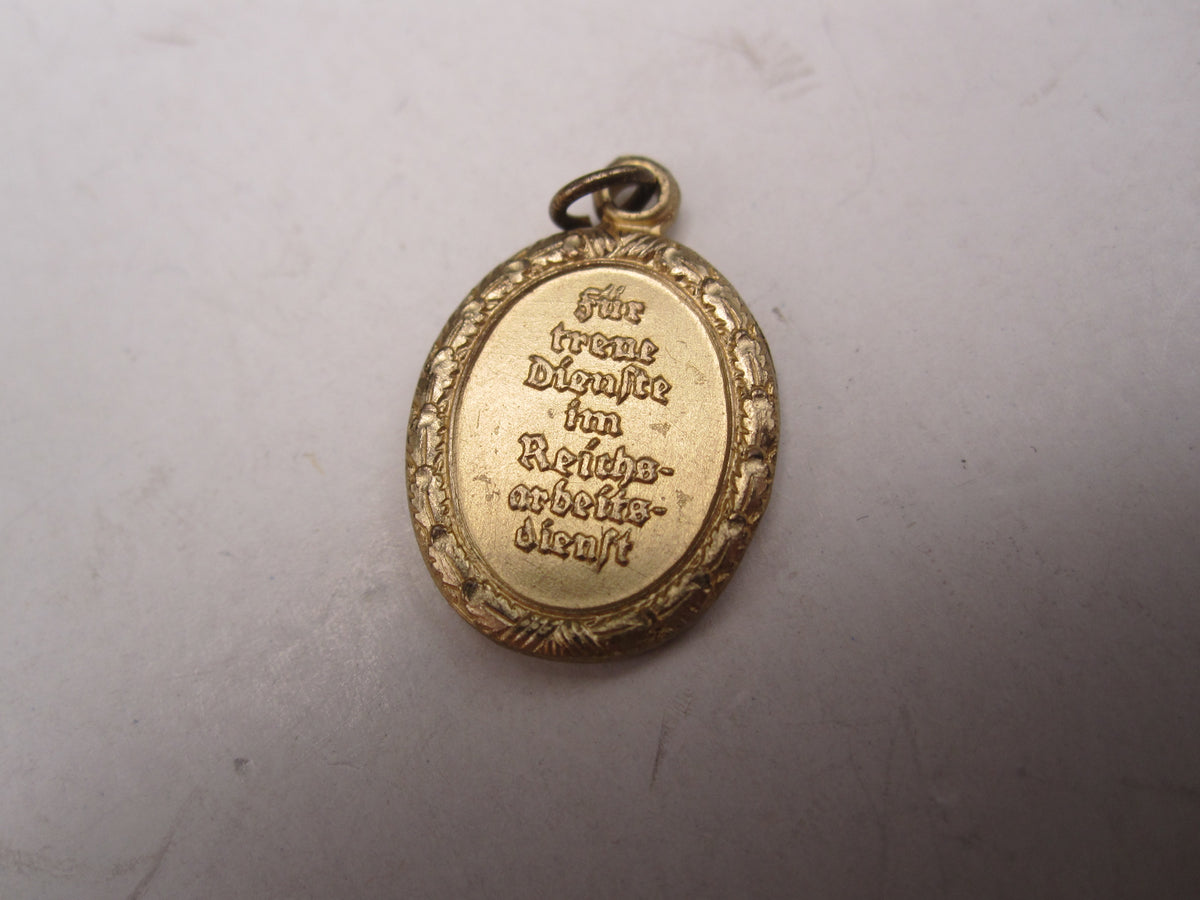 Für
treue
Dienſte
im
Reichs-
arbeits-
dienſt